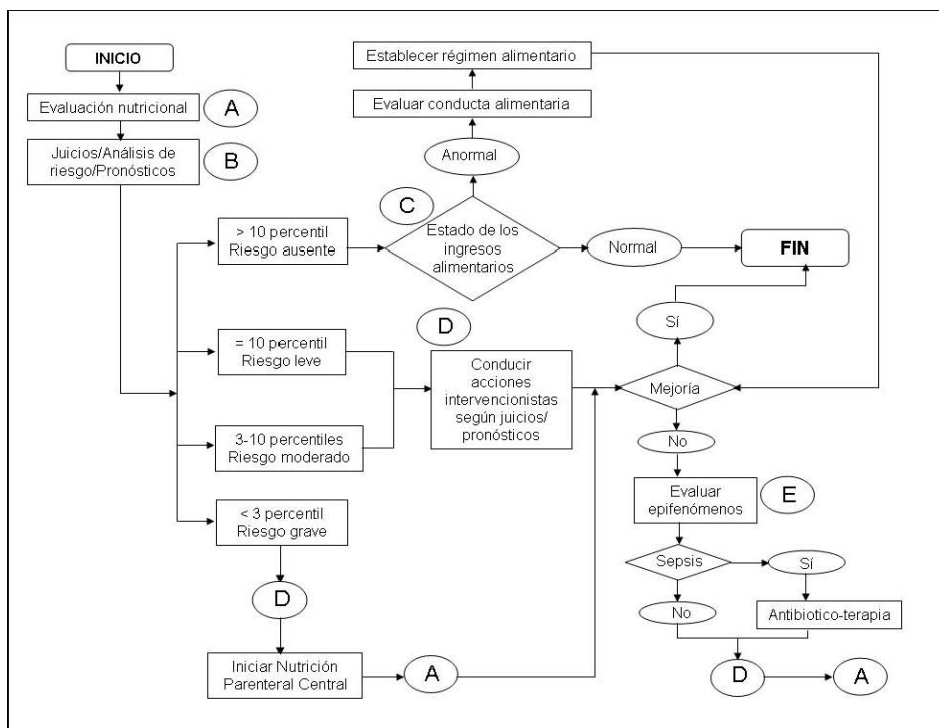 INICIO
Evaluación nutricional
A
Juicios/Análisis de
riesgo/Pronósticos
B
Establecer régimen alimentario
Evaluar conducta alimentaria
Anormal
C
> 10 percentil
Riesgo ausente
Estado de los
ingresos
alimentarios
Normal
FIN
D
Sí
= 10 percentil
Riesgo leve
Conducir
acciones
intervencionistas
según juicios/
pronósticos
Mejoría
3-10 percentiles
Riesgo moderado
No
< 3 percentil
Riesgo grave
Evaluar
epifenómenos
E
Sepsis
Sí
D
No
Antibiotico-terapia
Iniciar Nutrición
Parenteral Central
A
D
A